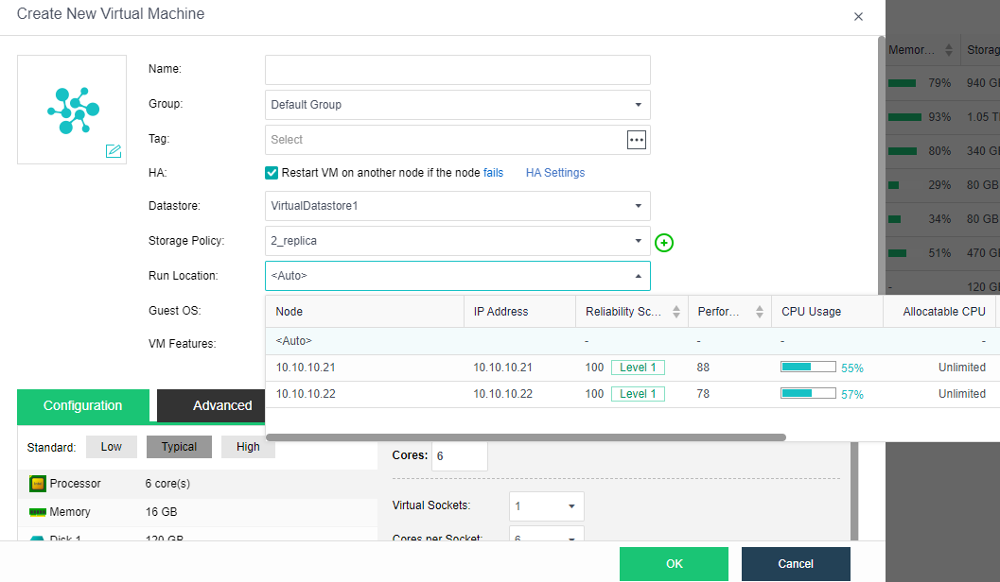 Create New Virtual Machine
×
Name:
Group: Default Group
Tag: Select
HA: Restart VM on another node if the node fails HA Settings
Datastore: VirtualDatastore1
Storage Policy: 2_replica
Run Location: <Auto>
Guest OS:
VM Features:
Node IP Address Reliability Sc... Perfor... CPU Usage Allocatable CPU
<Auto> - - - -
10.10.10.21 10.10.10.21 100 Level 1 88 55% Unlimited
10.10.10.22 10.10.10.22 100 Level 1 78 57% Unlimited
Configuration Advanced
Standard: Low Typical High
Processor 6 core(s)
Memory 16 GB
Disk 1 120 GB
Cores: 6
Virtual Sockets: 1
Cores per Socket: 6
OK Cancel
Memor... Storag
79% 940 GB
93% 1.05 T
80% 340 GB
29% 80 GB
34% 80 GB
51% 470 GB
- 120 GB